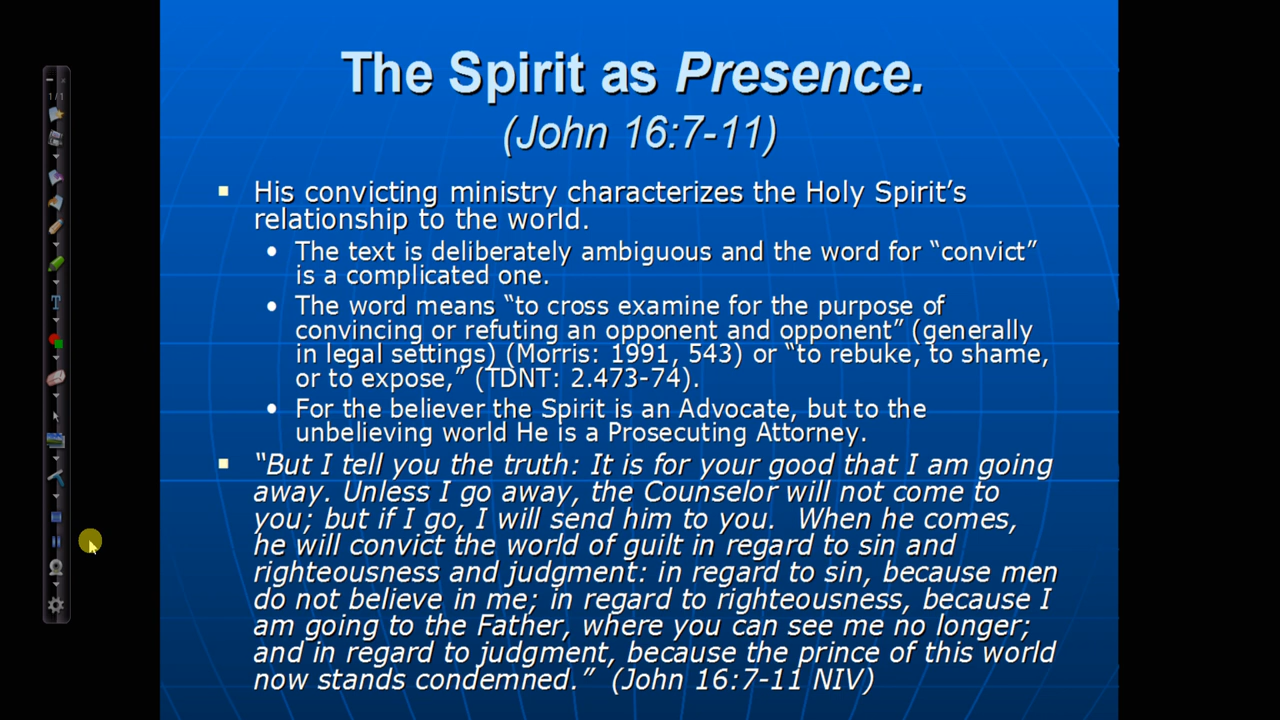 The Spirit as Presence.
(John 16:7-11)
His convicting ministry characterizes the Holy Spirit’s
relationship to the world.
The text is deliberately ambiguous and the word for “convict”
is a complicated one.
The word means “to cross examine for the purpose of
convincing or refuting an opponent and opponent” (generally
in legal settings) (Morris: 1991, 543) or “to rebuke, to shame,
or to expose,” (TDNT: 2.473-74).
For the believer the Spirit is an Advocate, but to the
unbelieving world He is a Prosecuting Attorney.
“But I tell you the truth: It is for your good that I am going
away. Unless I go away, the Counselor will not come to
you; but if I go, I will send him to you.  When he comes,
he will convict the world of guilt in regard to sin and
righteousness and judgment: in regard to sin, because men
do not believe in me; in regard to righteousness, because I
am going to the Father, where you can see me no longer;
and in regard to judgment, because the prince of this world
now stands condemned.”  (John 16:7-11 NIV)
1/1
T